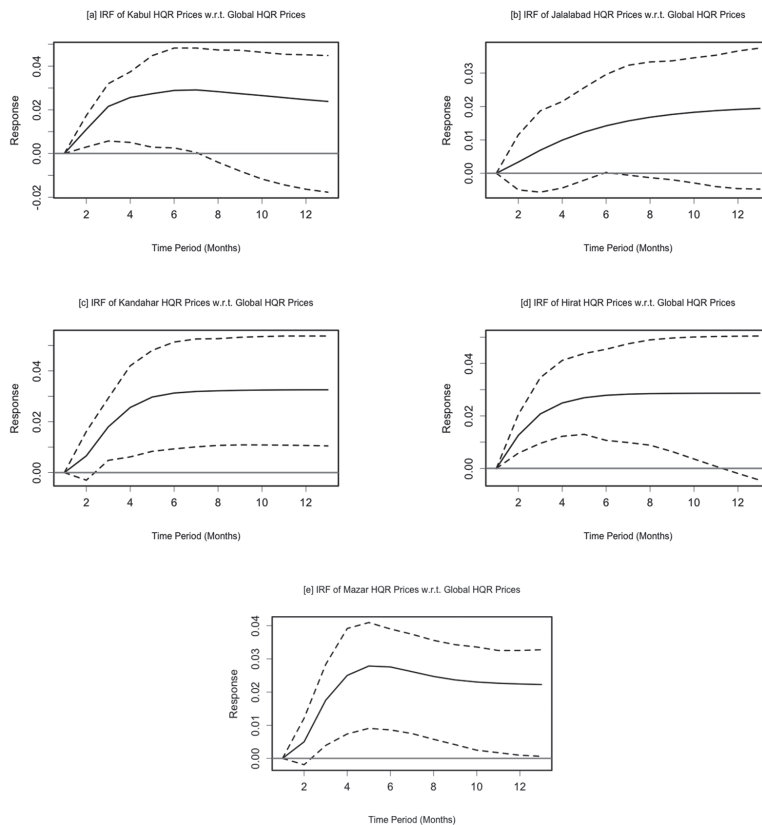 [a] IRF of Kabul HQR Prices w.r.t. Global HQR Prices
Response
0.04
0.02
0.00
-0.02
2 4 6 8 10 12
Time Period (Months)
[b] IRF of Jalalabad HQR Prices w.r.t. Global HQR Prices
Response
0.03
0.02
0.01
0.00
2 4 6 8 10 12
Time Period (Months)
[c] IRF of Kandahar HQR Prices w.r.t. Global HQR Prices
Response
0.04
0.02
0.00
2 4 6 8 10 12
Time Period (Months)
[d] IRF of Hirat HQR Prices w.r.t. Global HQR Prices
Response
0.04
0.02
0.00
2 4 6 8 10 12
Time Period (Months)
[e] IRF of Mazar HQR Prices w.r.t. Global HQR Prices
Response
0.04
0.03
0.02
0.01
0.00
2 4 6 8 10 12
Time Period (Months)